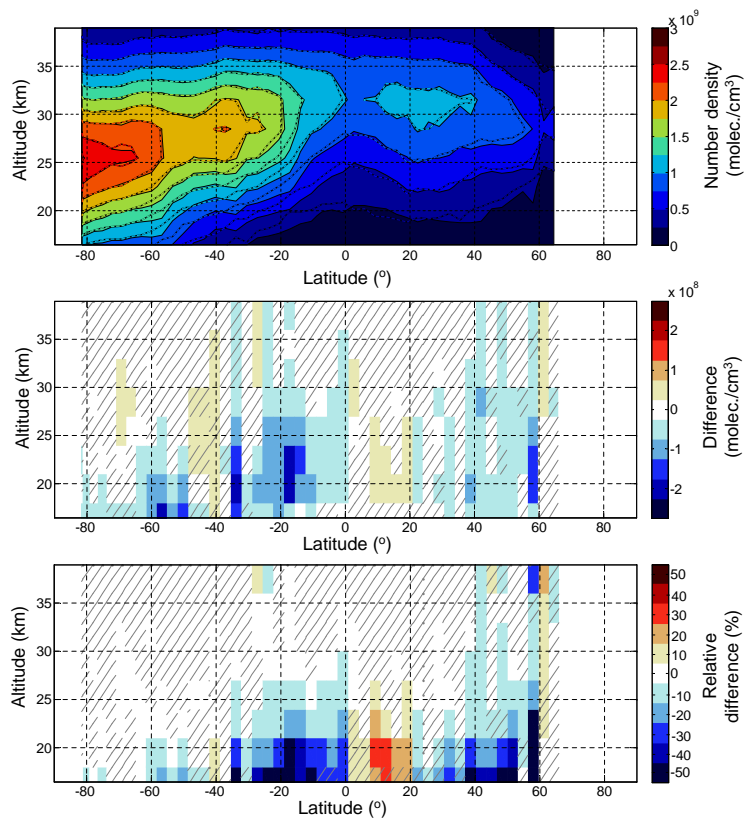 x 10⁹
35
30
25
20
Altitude (km)
-80 -60 -40 -20 0 20 40 60 80
Latitude (º)
3
2.5
2
1.5
1
0.5
0
Number density
(molec./cm³)
x 10⁸
35
30
25
20
Altitude (km)
-80 -60 -40 -20 0 20 40 60 80
Latitude (º)
2
1
0
-1
-2
Difference
(molec./cm³)
35
30
25
20
Altitude (km)
-80 -60 -40 -20 0 20 40 60 80
Latitude (º)
50
40
30
20
10
0
-10
-20
-30
-40
-50
Relative
difference (%)